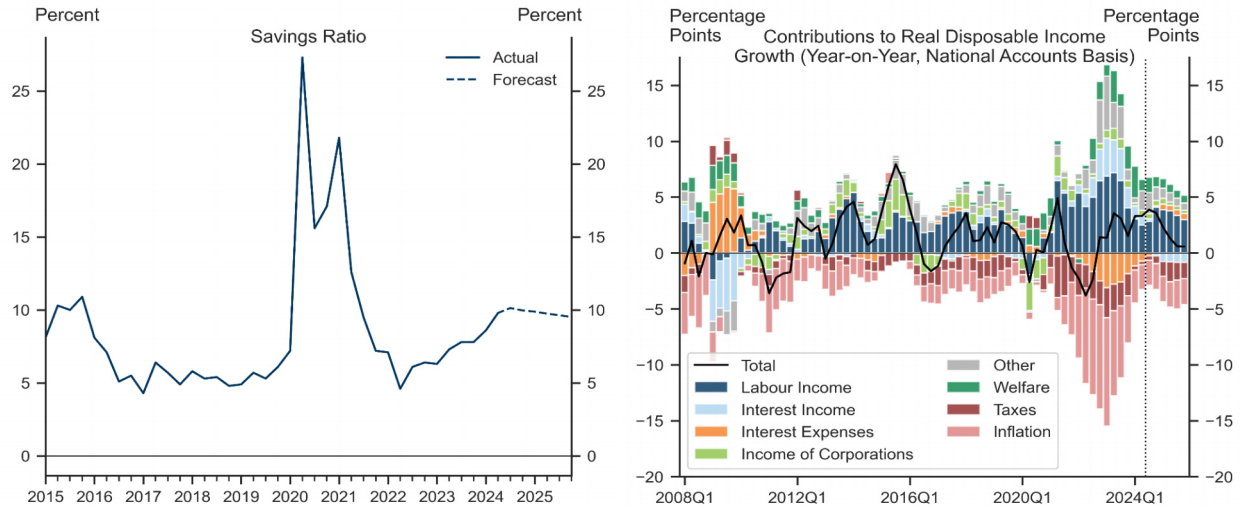 Percent
Percent
Savings Ratio
Actual
Forecast
25
25
20
20
15
15
10
10
5
5
0
0
2015 2016 2017 2018 2019 2020 2021 2022 2023 2024 2025
Percentage
Points
Percentage
Points
Contributions to Real Disposable Income
Growth (Year-on-Year, National Accounts Basis)
15
15
10
10
5
5
0
0
−5
−5
−10
−10
−15
−15
−20
−20
Total
Labour Income
Interest Income
Interest Expenses
Income of Corporations
Other
Welfare
Taxes
Inflation
2008Q1 2012Q1 2016Q1 2020Q1 2024Q1